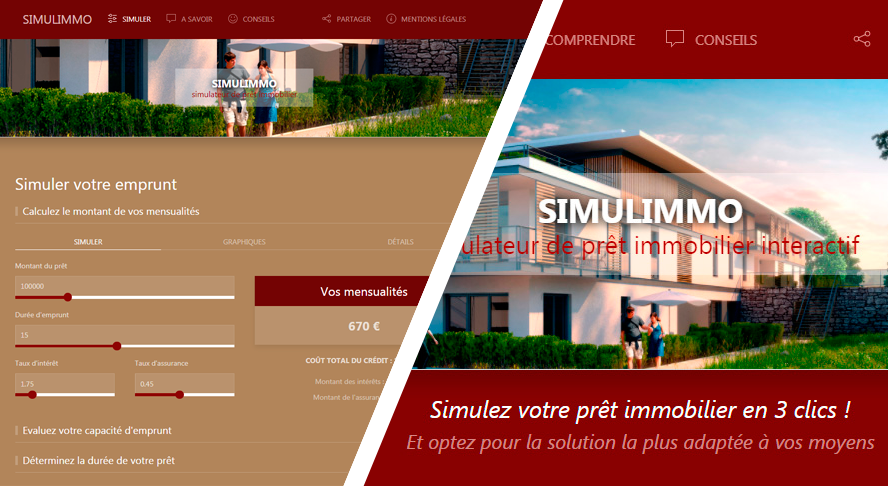 SIMULIMMO
SIMULER
A SAVOIR
CONSEILS
PARTAGER
MENTIONS LÉGALES
SIMULIMMO
simulateur de prêt immobilier
Simuler votre emprunt
Calculez le montant de vos mensualités
SIMULER
GRAPHIQUES
DÉTAILS
Montant du prêt
100000
Durée d'emprunt
15
Taux d'intérêt
Taux d'assurance
1,75
0,45
Vos mensualités
670 €
COÛT TOTAL DU CRÉDIT :
Montant des intérêts :
Montant de l'assuran
Evaluez votre capacité d'emprunt
Déterminez la durée de votre prêt
COMPRENDRE
CONSEILS
SIMULIMMO
ulateur de prêt immobilier interactif
Simulez votre prêt immobilier en 3 clics !
Et optez pour la solution la plus adaptée à vos moyens